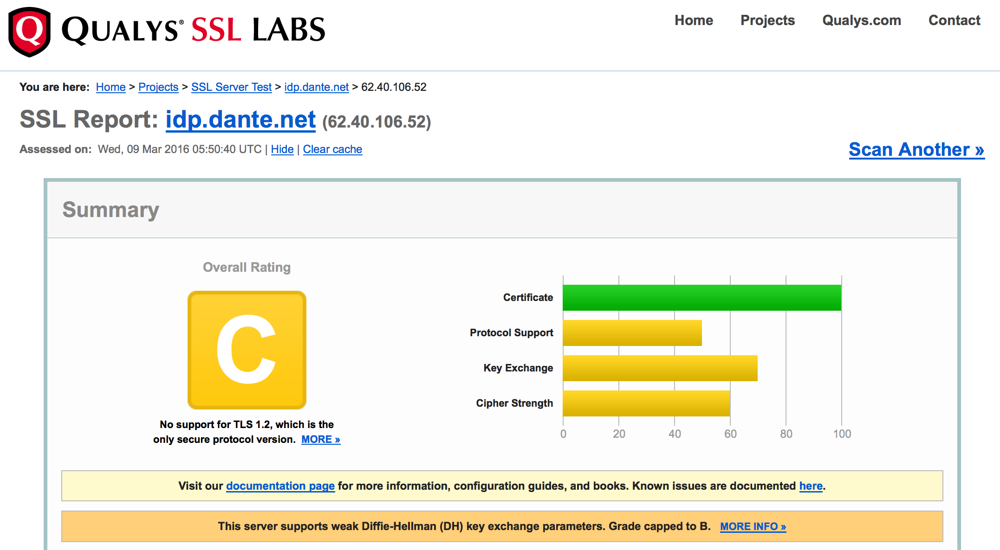 Q QUALYS® SSL LABS
Home Projects Qualys.com Contact
You are here: Home > Projects > SSL Server Test > idp.dante.net > 62.40.106.52
SSL Report: idp.dante.net (62.40.106.52)
Assessed on: Wed, 09 Mar 2016 05:50:40 UTC | Hide | Clear cache
Scan Another »
Summary
Overall Rating
C
No support for TLS 1.2, which is the
only secure protocol version. MORE »
Certificate
Protocol Support
Key Exchange
Cipher Strength
0 20 40 60 80 100
Visit our documentation page for more information, configuration guides, and books. Known issues are documented here.
This server supports weak Diffie-Hellman (DH) key exchange parameters. Grade capped to B. MORE INFO »